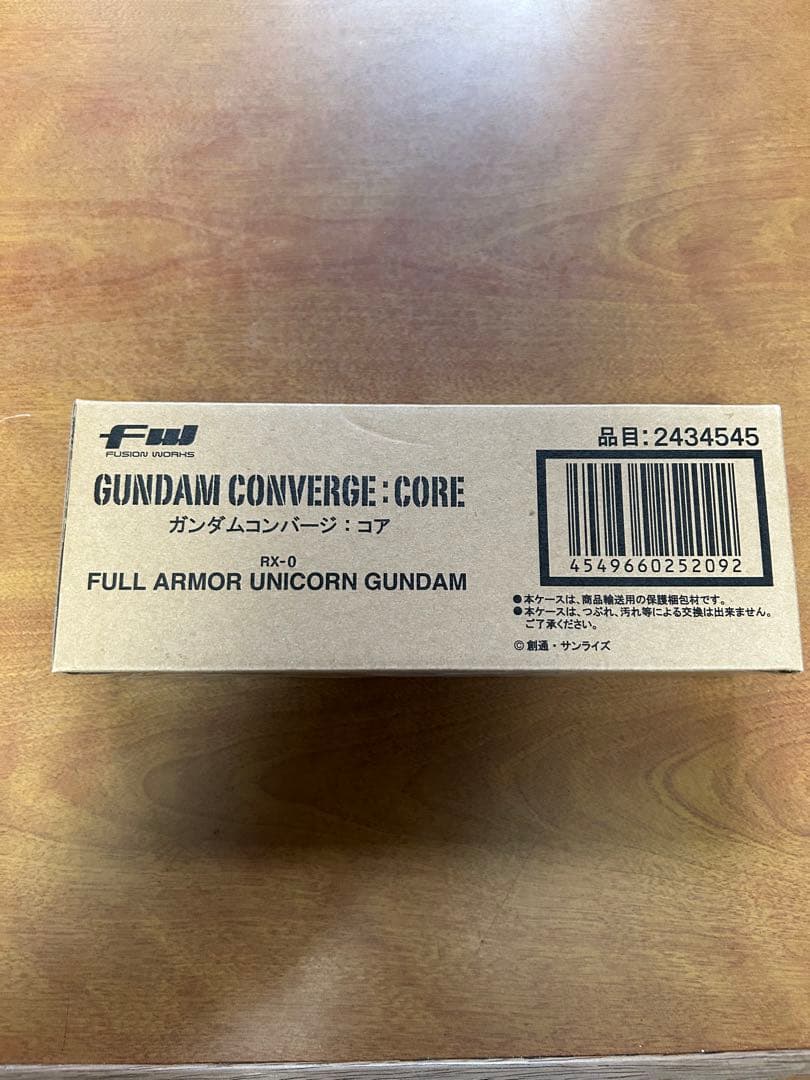 FW
FUSION WORKS
GUNDAM CONVERGE:CORE
ガンダムコンバージ：コア
RX-0
FULL ARMOR UNICORN GUNDAM
品目：2434545
4549660252092
●本ケースは、商品輸送用の保護梱包材です。
●本ケースは、つぶれ、汚れ等による交換は出来ません。
ご了承ください。
©創通・サンライズ